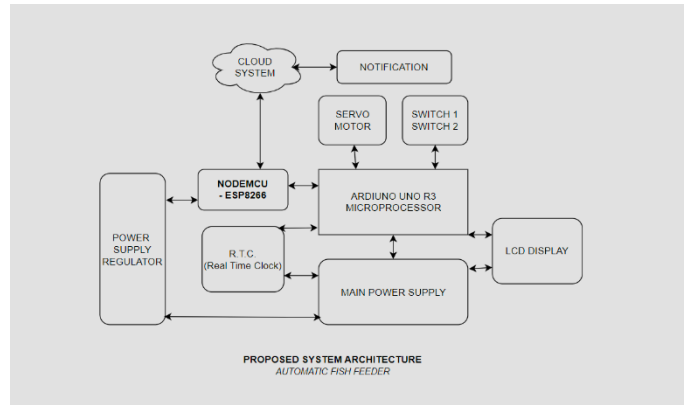 CLOUD
SYSTEM
NOTIFICATION
SERVO
MOTOR
SWITCH 1
SWITCH 2
NODEMCU
- ESP8266
ARDIUNO UNO R3
MICROPROCESSOR
POWER
SUPPLY
REGULATOR
R.T.C.
(Real Time Clock)
LCD DISPLAY
MAIN POWER SUPPLY
PROPOSED SYSTEM ARCHITECTURE
AUTOMATIC FISH FEEDER